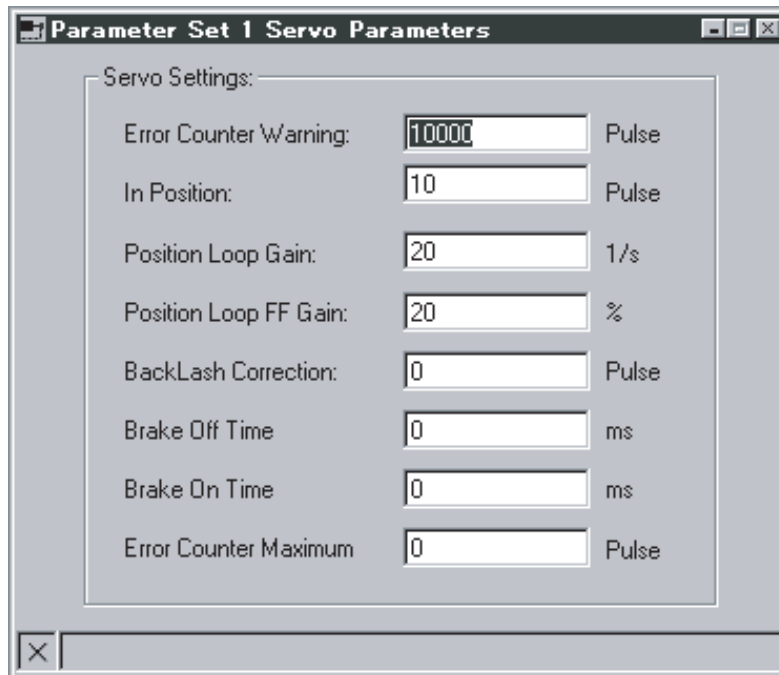 Parameter Set 1 Servo Parameters
Servo Settings:
Error Counter Warning: 10000 Pulse
In Position: 10 Pulse
Position Loop Gain: 20 1/s
Position Loop FF Gain: 20 %
BackLash Correction: 0 Pulse
Brake Off Time 0 ms
Brake On Time 0 ms
Error Counter Maximum 0 Pulse